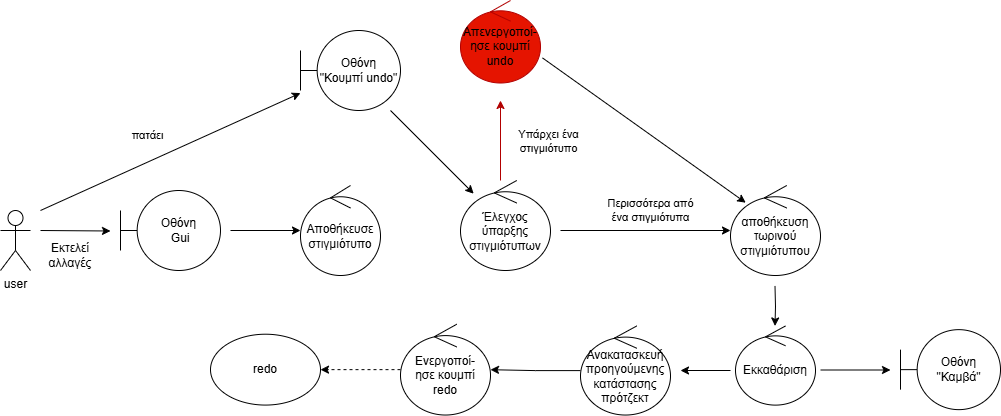 Απενεργοποί-
ησε κουμπί
undo
Οθόνη
"Κουμπί undo"
πατάει
Υπάρχει ένα
στιγμιότυπο
Οθόνη
Gui
Αποθήκευσε
στιγμιότυπο
Έλεγχος
ύπαρξης
στιγμιότυπων
Περισσότερα από
ένα στιγμιότυπα
αποθήκευση
τωρινού
στιγμιότυπου
Εκτελεί
αλλαγές
user
redo
Ενεργοποί-
ησε κουμπί
redo
Ανακατασκευή
προηγούμενης
κατάστασης
πρότζεκτ
Εκκαθάριση
Οθόνη
"Καμβά"